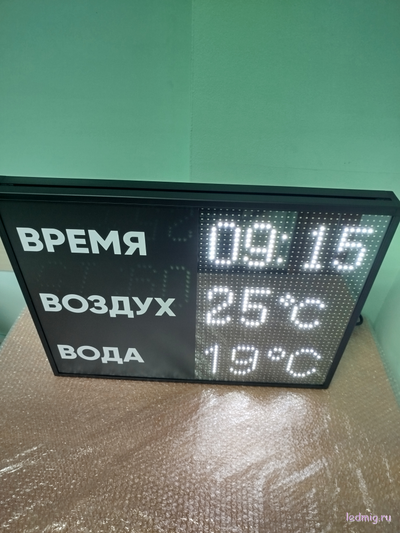 ВРЕМЯ 09:15
ВОЗДУХ 25°C
ВОДА 19°C
ledmig.ru